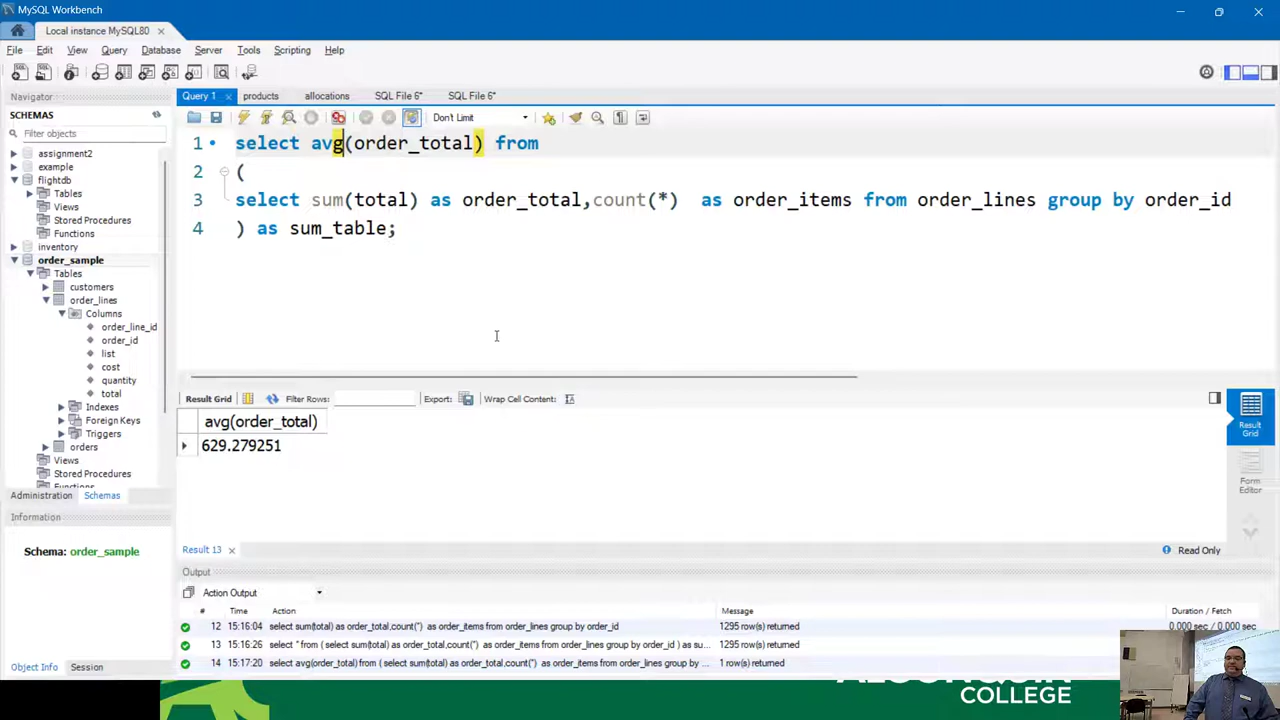 MySQL Workbench
Local instance MySQL80
File Edit View Query Database Server Tools Scripting Help
Navigator
SCHEMAS
Filter objects
assignment2
example
flightdb
Tables
Views
Stored Procedures
Functions
inventory
order_sample
Tables
customers
order_lines
Columns
order_line_id
order_id
list
cost
quantity
total
Indexes
Foreign Keys
Triggers
orders
Views
Stored Procedures
Functions
Administration Schemas
Information
Schema: order_sample
Object Info Session
Query 1 products allocations SQL File 6* SQL File 6*
Don't Limit
1 select avg(order_total) from
2 (
3 select sum(total) as order_total,count(*)  as order_items from order_lines group by order_id
4 ) as sum_table;
Result Grid Filter Rows: Export: Wrap Cell Content:
avg(order_total)
629.279251
Result Grid
Form Editor
Result 13
Read Only
Output
Action Output
# Time Action Message Duration / Fetch
12 15:16:04 select sum(total) as order_total,count(*)  as order_items from order_lines group by order_id 1295 row(s) returned 0.000 sec / 0.000 sec
13 15:16:26 select * from ( select sum(total) as order_total,count(*)  as order_items from order_lines group by order_id ) as su... 1295 row(s) returned
14 15:17:20 select avg(order_total) from ( select sum(total) as order_total,count(*)  as order_items from order_lines group by ... 1 row(s) returned
COLLEGE